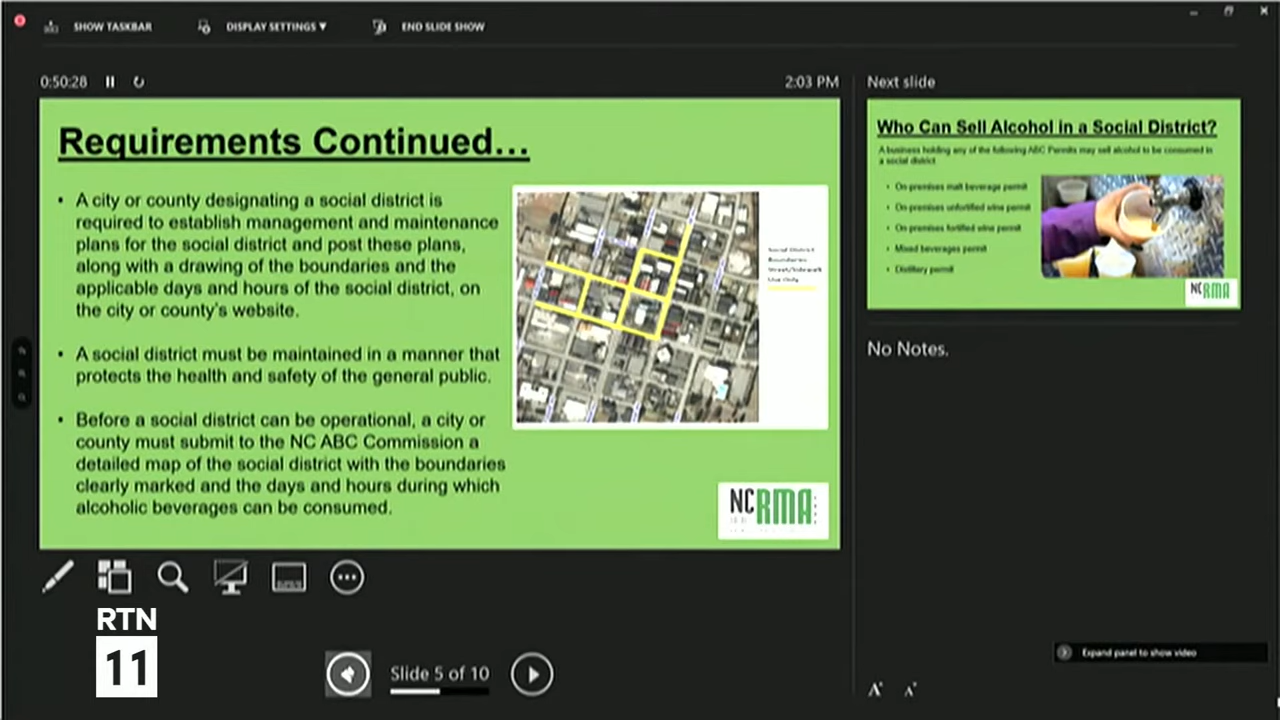 SHOW TASKBAR
DISPLAY SETTINGS ▼
END SLIDE SHOW
0:50:28
2:03 PM
Requirements Continued…
• A city or county designating a social district is
required to establish management and maintenance
plans for the social district and post these plans,
along with a drawing of the boundaries and the
applicable days and hours of the social district, on
the city or county's website.
• A social district must be maintained in a manner that
protects the health and safety of the general public.
• Before a social district can be operational, a city or
county must submit to the NC ABC Commission a
detailed map of the social district with the boundaries
clearly marked and the days and hours during which
alcoholic beverages can be consumed.
Social District
Boundaries
Street/Sidewalk
Use Only
NCRMA
Next slide
Who Can Sell Alcohol in a Social District?
A business holding any of the following ABC Permits may sell alcohol to be consumed in
a social district
• On-premises malt beverage permit
• On-premises unfortified wine permit
• On-premises fortified wine permit
• Mixed beverages permit
• Distillery permit
NCRMA
No Notes.
RTN
11
Slide 5 of 10
Expand panel to show video
A
A